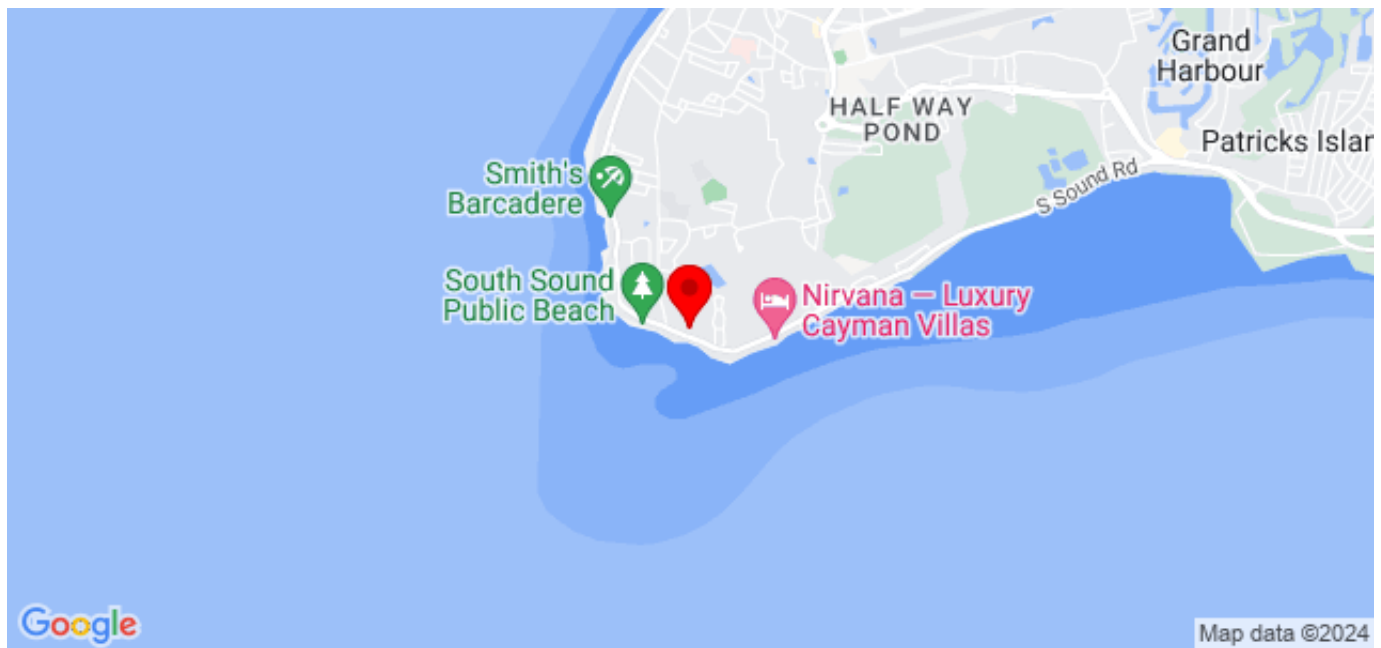 Grand
Harbour
HALF WAY
POND
Patricks Islar
Smith's
Barcadere
S Sound Rd
South Sound
Public Beach
Nirvana — Luxury
Cayman Villas
Google
Map data ©2024